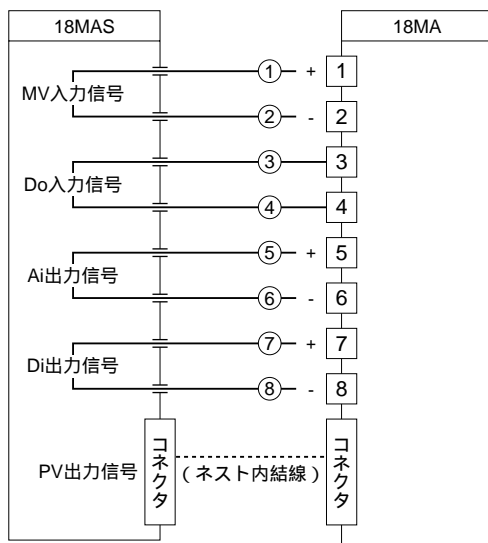 18MAS 18MA
MV入力信号 ① + 1
② - 2
Do入力信号 ③ 3
④ 4
Ai出力信号 ⑤ + 5
⑥ - 6
Di出力信号 ⑦ + 7
⑧ - 8
PV出力信号 コネクタ (ネスト内結線) コネクタ